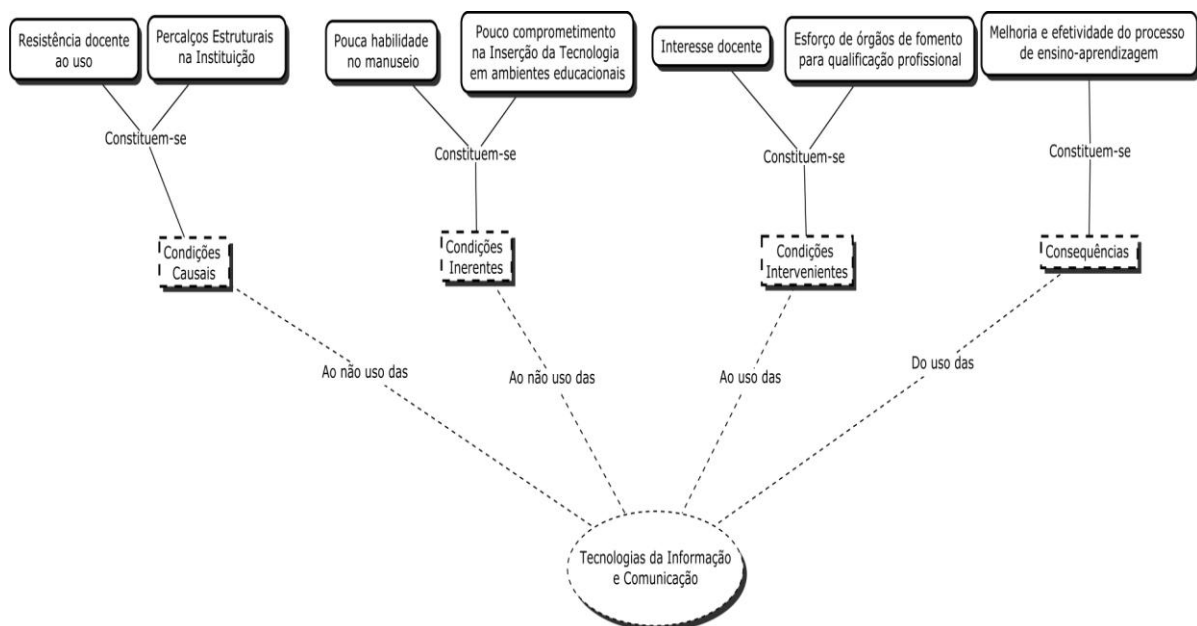 Resistência docente
ao uso
Percalços Estruturais
na Instituição
Pouca habilidade
no manuseio
Pouco comprometimento
na Inserção da Tecnologia
em ambientes educacionais
Interesse docente
Esforço de órgãos de fomento
para qualificação profissional
Melhoria e efetividade do processo
de ensino-aprendizagem
Constituem-se
Constituem-se
Constituem-se
Constituem-se
Condições
Causais
Condições
Inerentes
Condições
Intervenientes
Consequências
Ao não uso das
Ao não uso das
Ao uso das
Do uso das
Tecnologias da Informação
e Comunicação